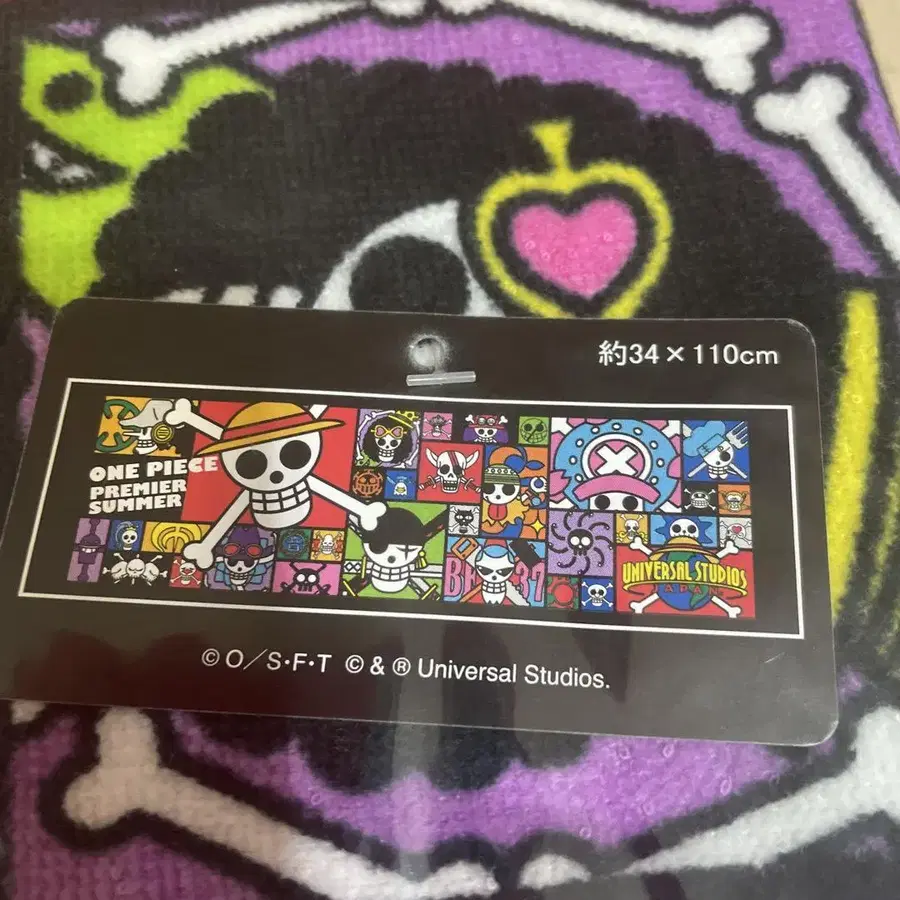 約34×110cm
ONE PIECE
PREMIER
SUMMER
UNIVERSAL STUDIOS
JAPAN
©O/S･F･T ©&® Universal Studios.